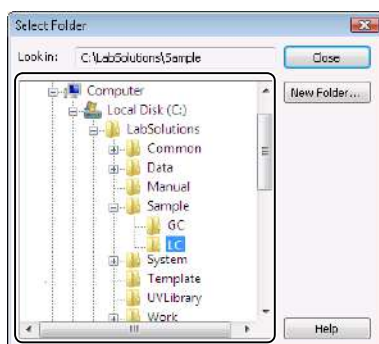 Select Folder
Look in: C:\LabSolutions\Sample
Close
New Folder...
Computer
Local Disk (C:)
LabSolutions
Common
Data
Manual
Sample
GC
LC
System
Template
UVLibrary
Work
Help